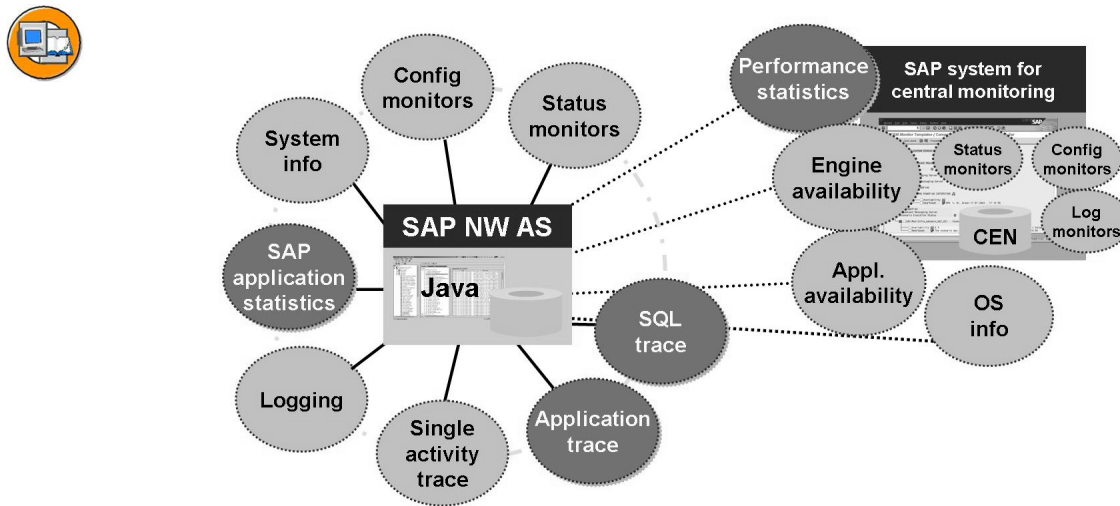 Config
monitors
Status
monitors
System
info
SAP NW AS
Java
SAP
application
statistics
Logging
Single
activity
trace
Application
trace
SQL
trace
Performance
statistics
SAP system for
central monitoring
Engine
availability
Status
monitors
Config
monitors
Log
monitors
CEN
Appl.
availability
OS
info